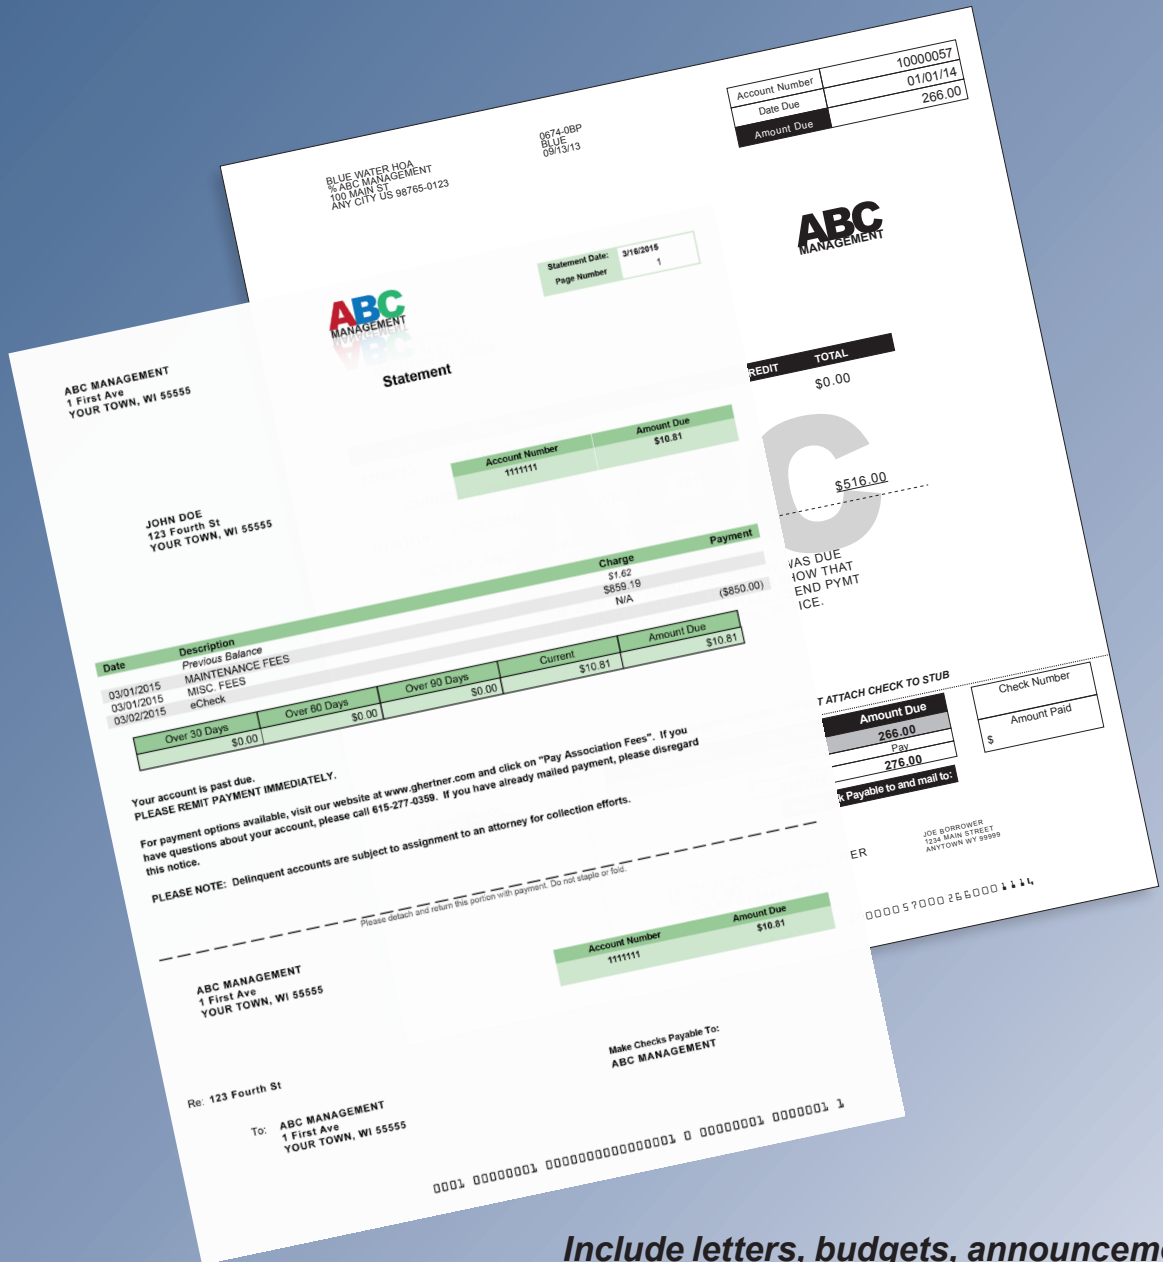 Account Number 10000057
Date Due 01/01/14
Amount Due 266.00
0674-0BP
BLUE
09/13/13
BLUE WATER HOA
% ABC MANAGEMENT
100 MAIN ST
ANY CITY US 98765-0123
ABC
MANAGEMENT
REDIT TOTAL
$0.00
C
$516.00
WAS DUE
HOW THAT
END PYMT
ICE.
T ATTACH CHECK TO STUB
Amount Due
266.00
Pay
276.00
k Payable to and mail to:
Check Number
Amount Paid
$
JOE BORROWER
1234 MAIN STREET
ANYTOWN WY 99999
ER
000057000266000
Statement Date: 3/16/2015
Page Number 1
ABC
MANAGEMENT
Statement
ABC MANAGEMENT
1 First Ave
YOUR TOWN, WI 55555
Account Number Amount Due
1111111 $10.81
JOHN DOE
123 Fourth St
YOUR TOWN, WI 55555
Date Description Charge Payment
Previous Balance $1.62
03/01/2015 MAINTENANCE FEES $859.19
03/01/2015 MISC. FEES N/A
03/02/2015 eCheck ($850.00)
Over 30 Days Over 60 Days Over 90 Days Current Amount Due
$0.00 $0.00 $0.00 $10.81 $10.81
Your account is past due.
PLEASE REMIT PAYMENT IMMEDIATELY.
For payment options available, visit our website at www.ghertner.com and click on "Pay Association Fees". If you
have questions about your account, please call 615-277-0359. If you have already mailed payment, please disregard
this notice.
PLEASE NOTE: Delinquent accounts are subject to assignment to an attorney for collection efforts.
Please detach and return this portion with payment. Do not staple or fold.
Account Number Amount Due
1111111 $10.81
ABC MANAGEMENT
1 First Ave
YOUR TOWN, WI 55555
Make Checks Payable To:
ABC MANAGEMENT
Re: 123 Fourth St
To: ABC MANAGEMENT
1 First Ave
YOUR TOWN, WI 55555
0001 00000001 0000000000000001 0 00000001 0000001 1
Include letters, budgets, announceme